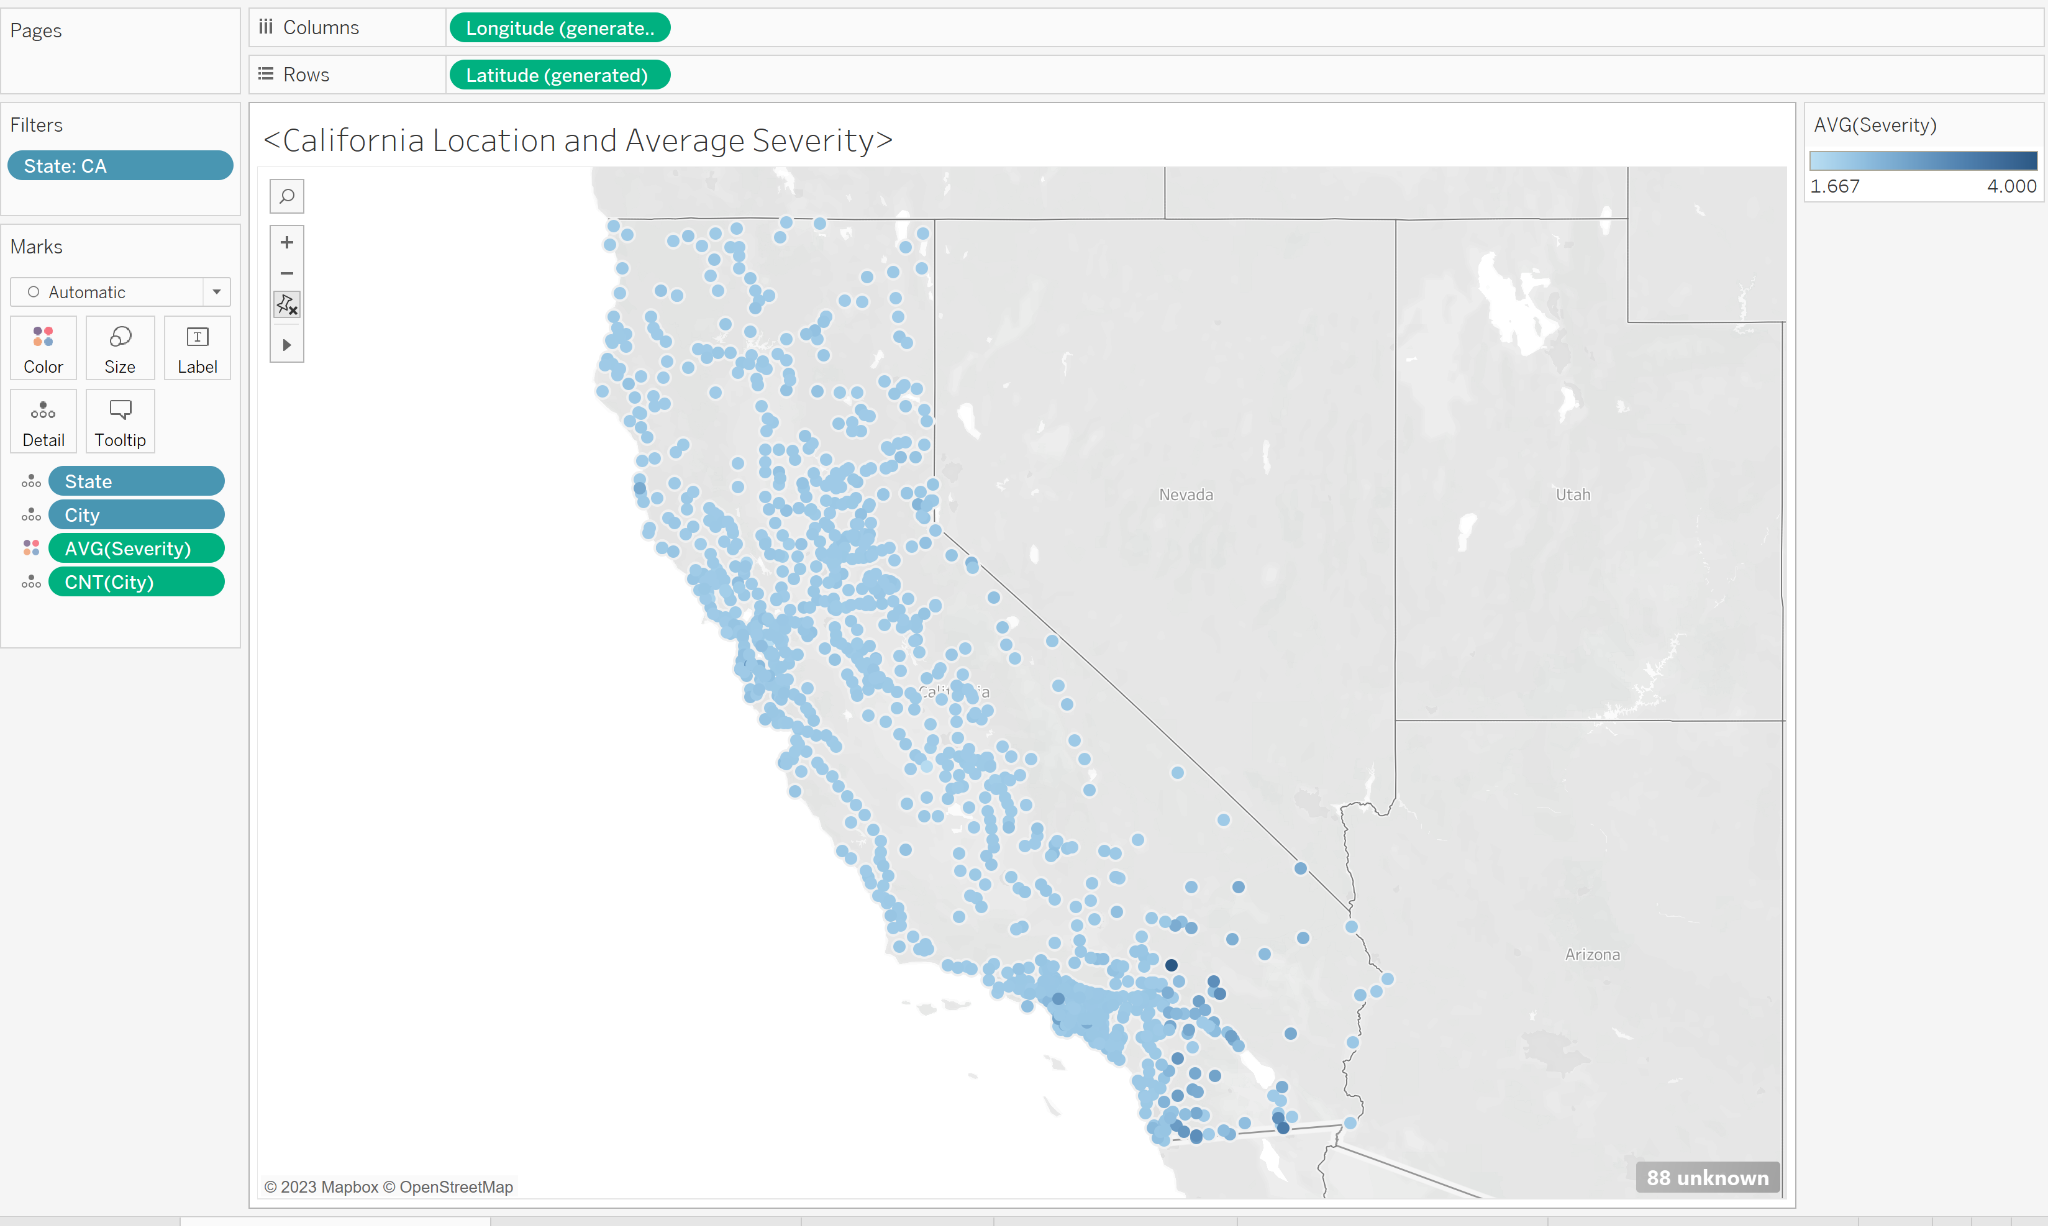 Pages
Columns
Longitude (generate..
Rows
Latitude (generated)
Filters
State: CA
Marks
Automatic
Color
Size
Label
Detail
Tooltip
State
City
AVG(Severity)
CNT(City)
<California Location and Average Severity>
Nevada
Utah
Arizona
© 2023 Mapbox © OpenStreetMap
88 unknown
AVG(Severity)
1.667
4.000